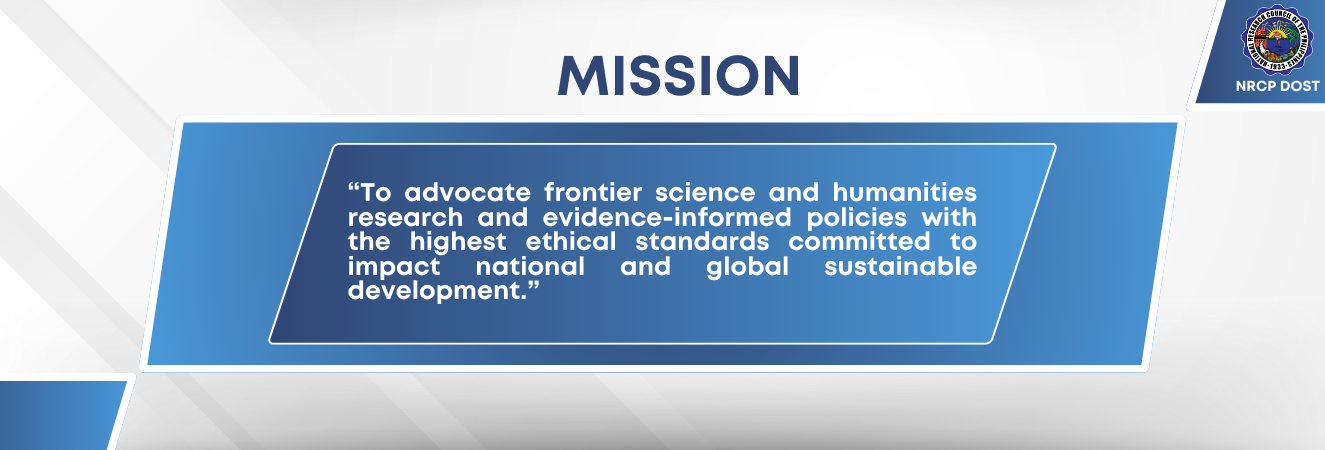 MISSION
NATIONAL RESEARCH COUNCIL OF THE PHILIPPINES
•1933•
NRCP DOST
“To advocate frontier science and humanities
research and evidence-informed policies with
the highest ethical standards committed to
impact national and global sustainable
development.”